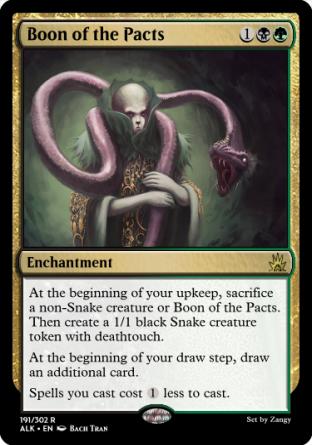 Boon of the Pacts 1
Enchantment
At the beginning of your upkeep, sacrifice
a non-Snake creature or Boon of the Pacts.
Then create a 1/1 black Snake creature
token with deathtouch.
At the beginning of your draw step, draw
an additional card.
Spells you cast cost 1 less to cast.
191/302 R
ALK • EN BACH TRAN
Set by Zangy